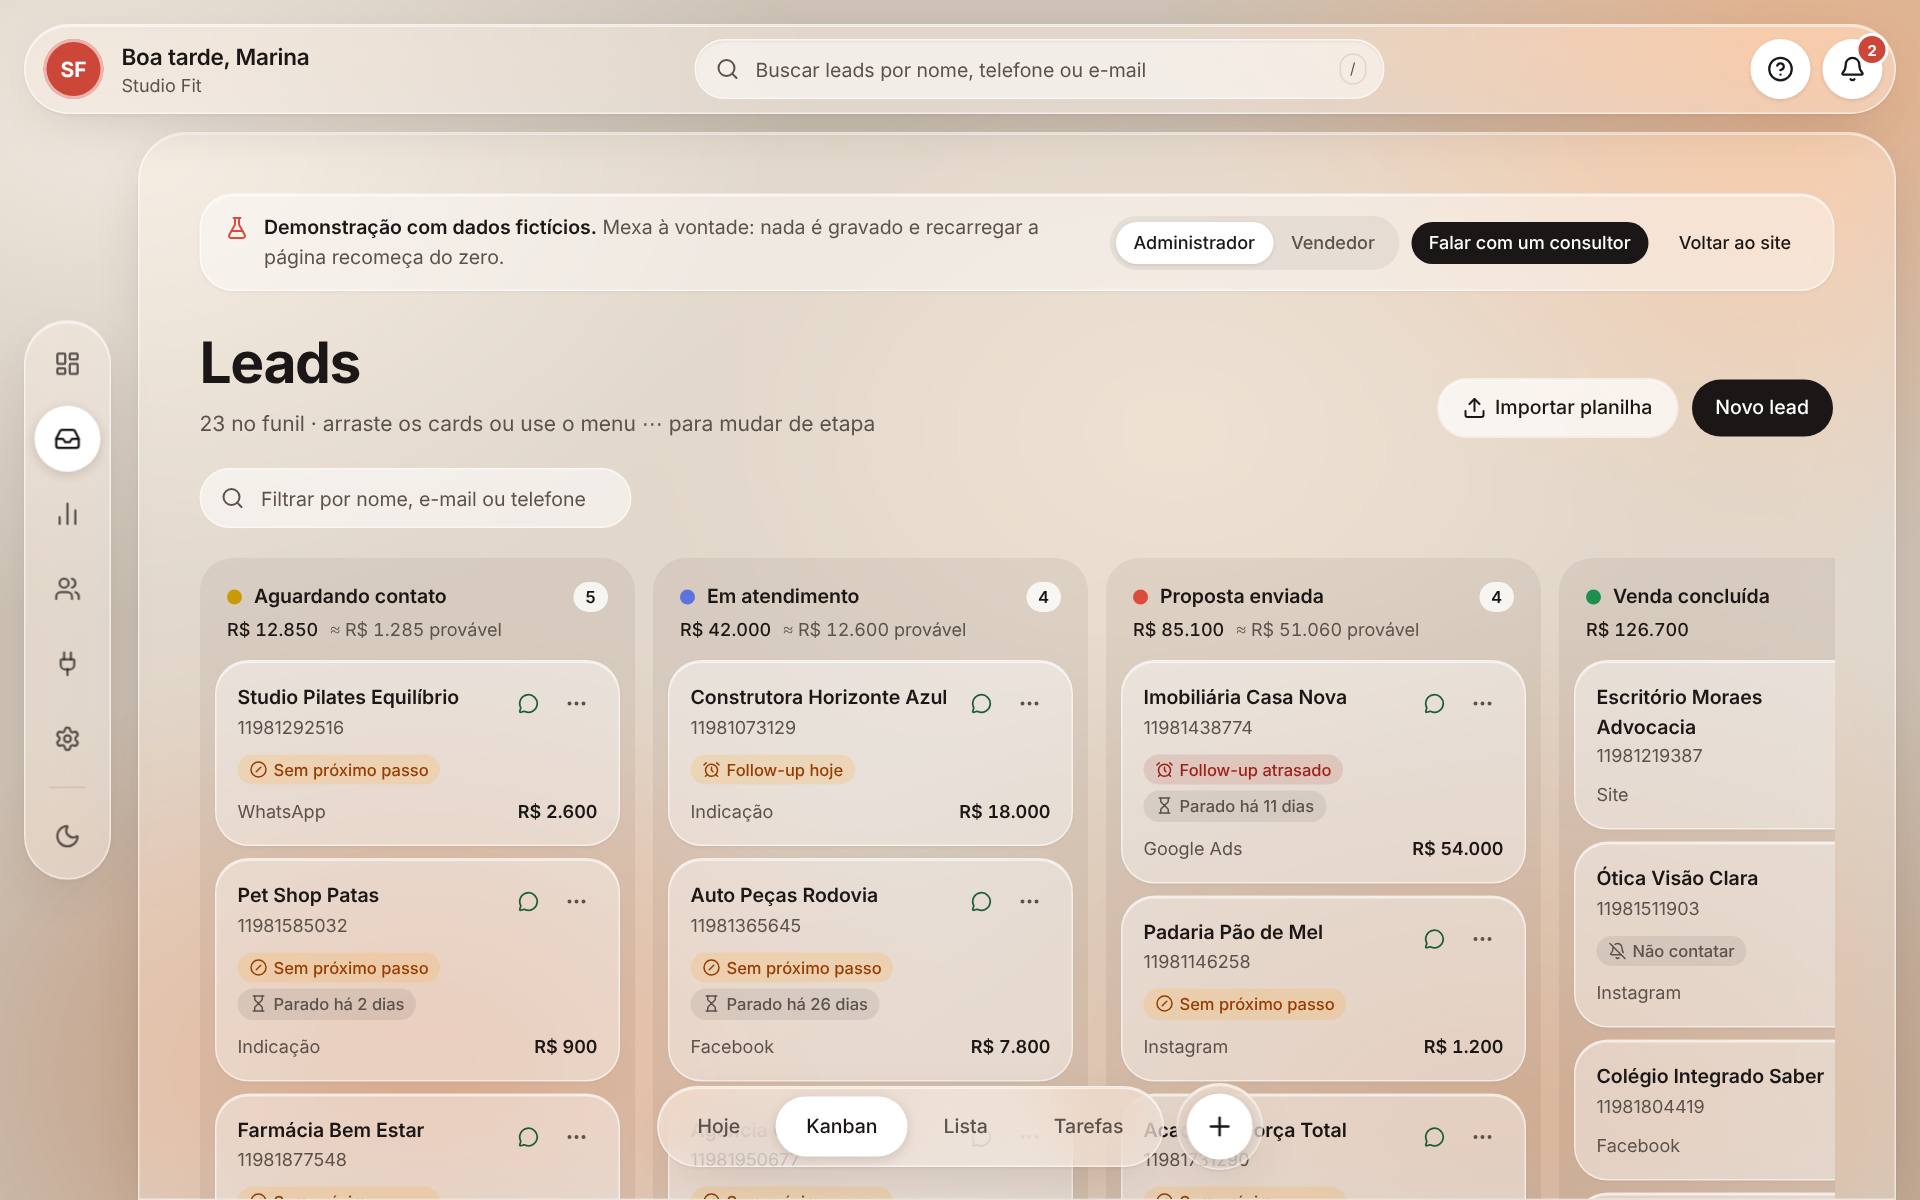 SF
Boa tarde, Marina
Studio Fit
Buscar leads por nome, telefone ou e-mail
/
2
Demonstração com dados fictícios. Mexa à vontade: nada é gravado e recarregar a
página recomeça do zero.
Administrador
Vendedor
Falar com um consultor
Voltar ao site
Leads
23 no funil · arraste os cards ou use o menu ··· para mudar de etapa
Importar planilha
Novo lead
Filtrar por nome, e-mail ou telefone
Aguardando contato
5
R$ 12.850 ≈ R$ 1.285 provável
Studio Pilates Equilíbrio
11981292516
Sem próximo passo
WhatsApp
R$ 2.600
Pet Shop Patas
11981585032
Sem próximo passo
Parado há 2 dias
Indicação
R$ 900
Farmácia Bem Estar
11981877548
Em atendimento
4
R$ 42.000 ≈ R$ 12.600 provável
Construtora Horizonte Azul
11981073129
Follow-up hoje
Indicação
R$ 18.000
Auto Peças Rodovia
11981365645
Sem próximo passo
Parado há 26 dias
Facebook
R$ 7.800
11981950677
Proposta enviada
4
R$ 85.100 ≈ R$ 51.060 provável
Imobiliária Casa Nova
11981438774
Follow-up atrasado
Parado há 11 dias
Google Ads
R$ 54.000
Padaria Pão de Mel
11981146258
Sem próximo passo
Instagram
R$ 1.200
Total
Venda concluída
R$ 126.700
Escritório Moraes
Advocacia
11981219387
Site
Ótica Visão Clara
11981511903
Não contatar
Instagram
Colégio Integrado Saber
11981804419
Facebook
Hoje
Kanban
Lista
Tarefas